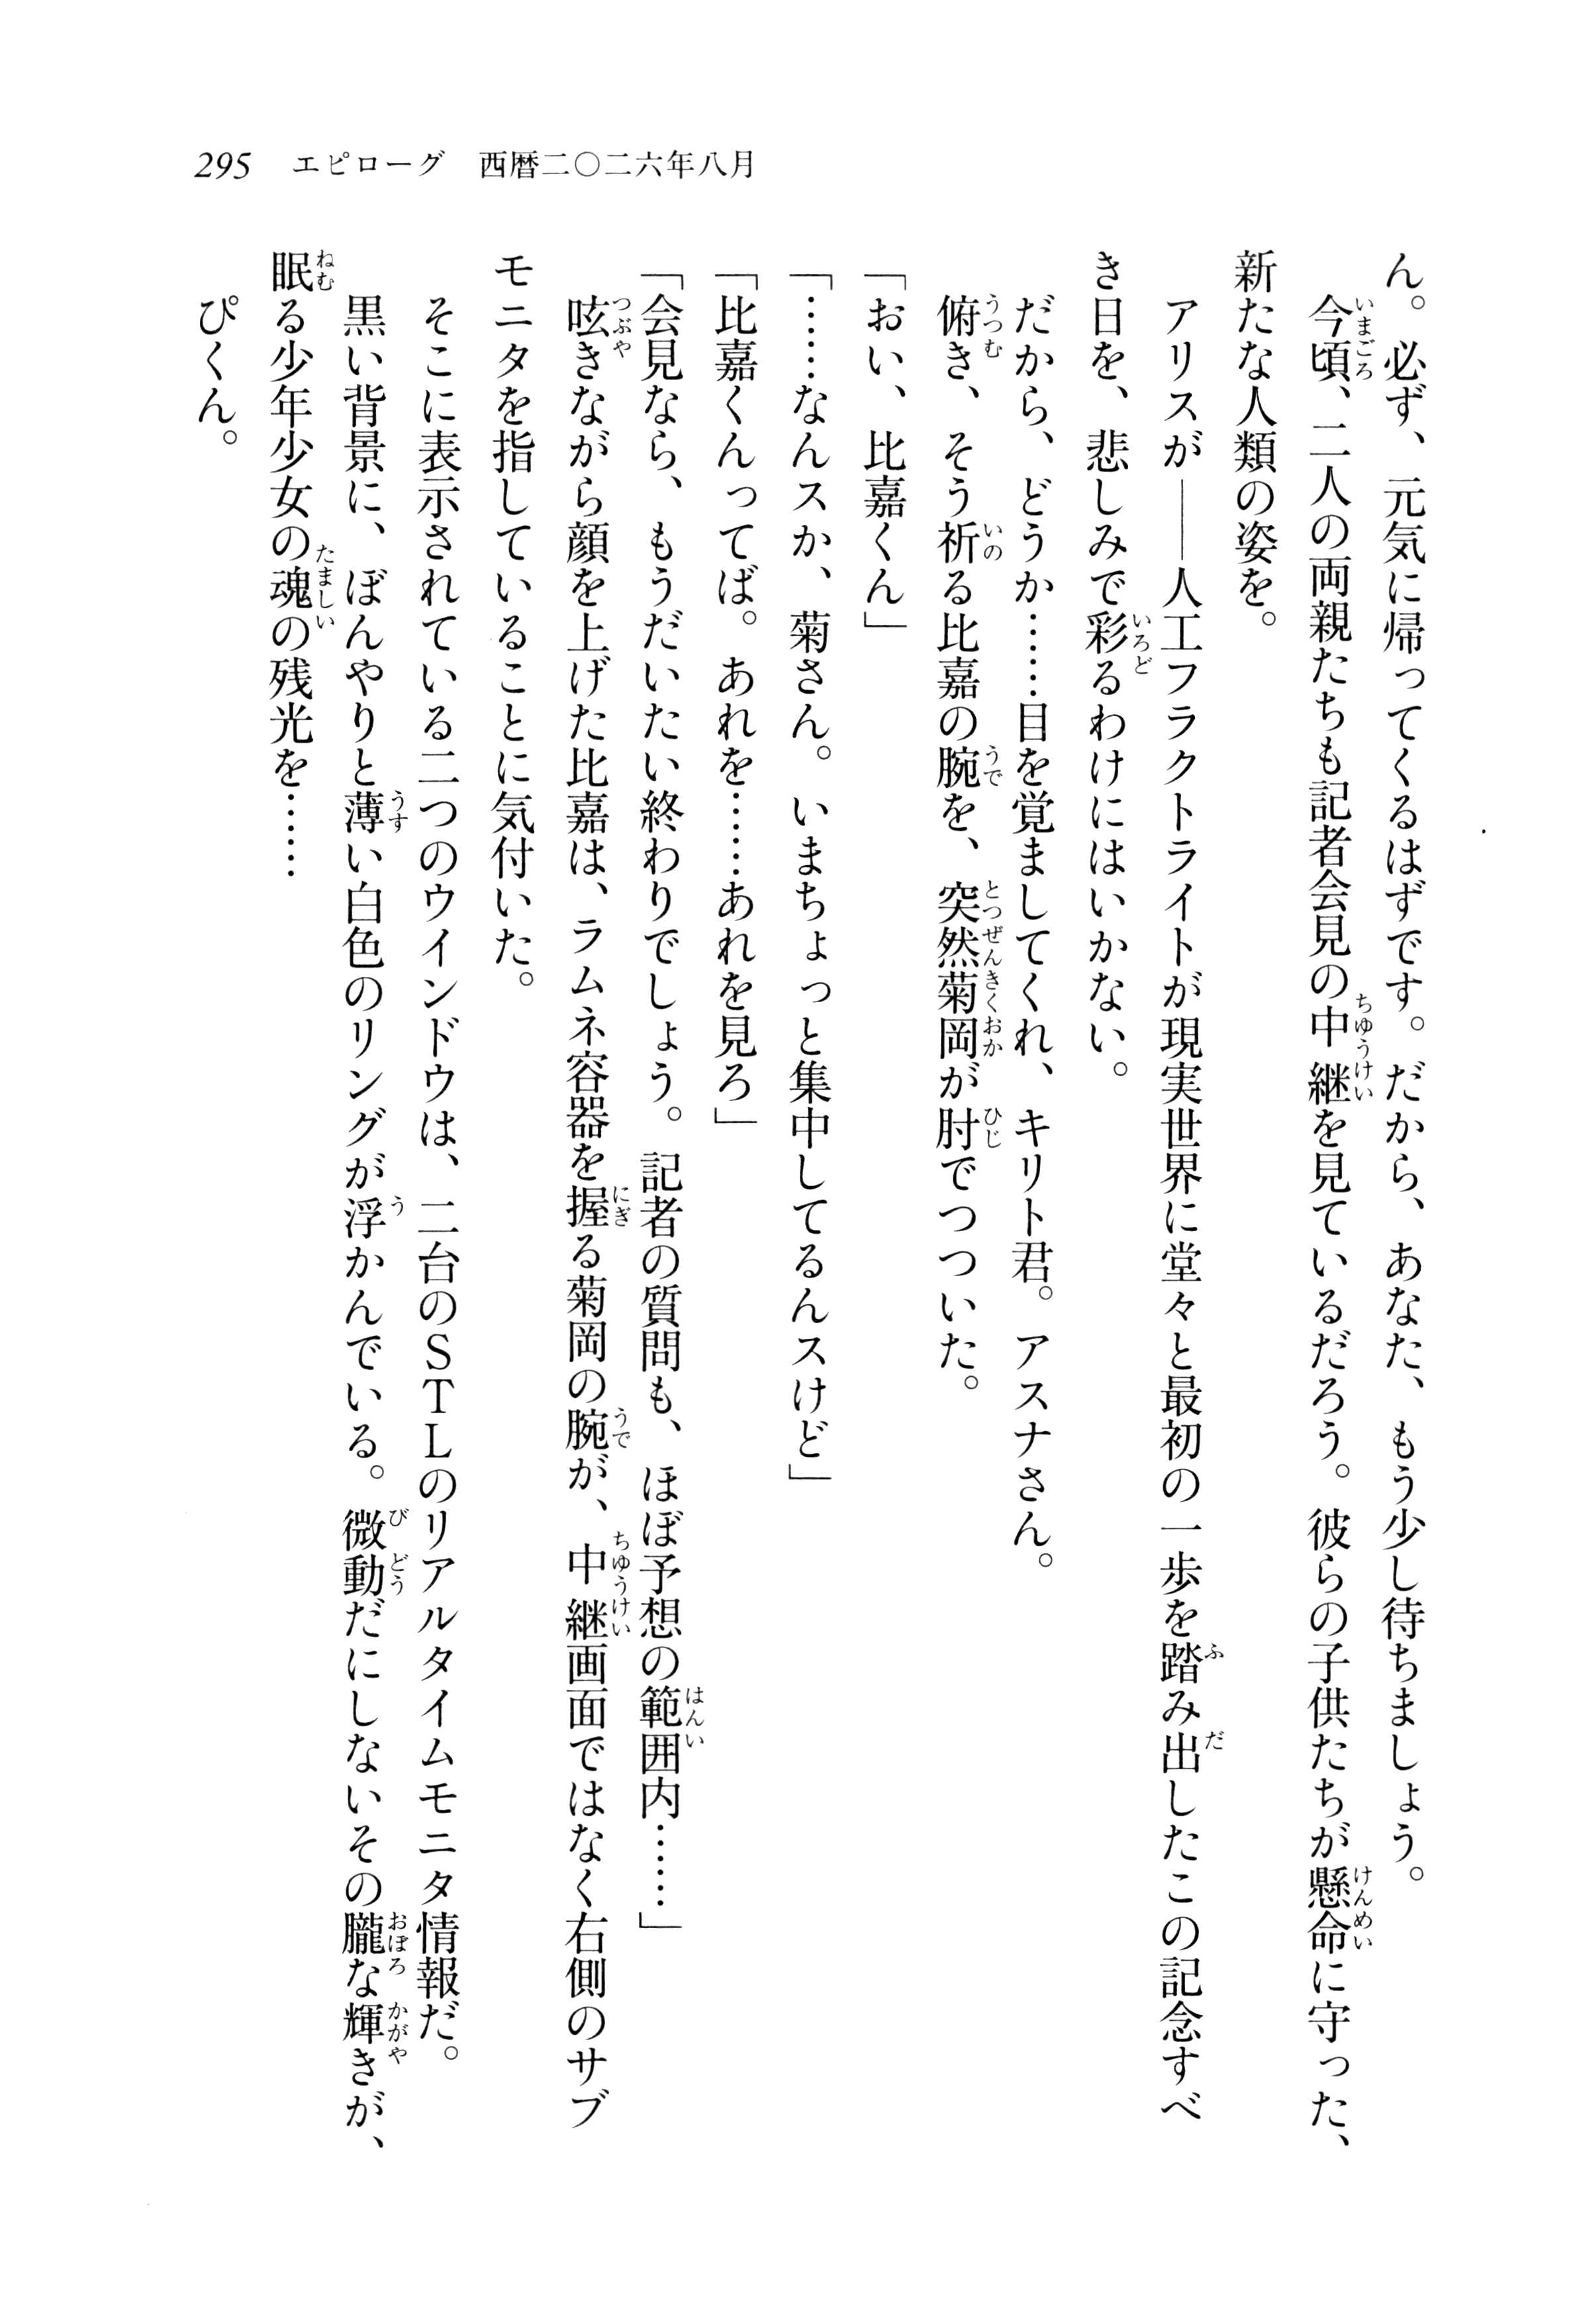 295 エピローグ 西暦二〇二六年八月
ん。必ず、元気に帰ってくるはずです。だから、あなた、もう少し待ちましょう。
今頃、二人の両親たちも記者会見の中継を見ているだろう。彼らの子供たちが懸命に守った、
新たな人類の姿を。
アリスが――人工フラクトライトが現実世界に堂々と最初の一歩を踏み出したこの記念すべ
き日を、悲しみで彩るわけにはいかない。
だから、どうか……目を覚ましてくれ、キリト君。アスナさん。
俯き、そう祈る比嘉の腕を、突然菊岡が肘でつついた。
「おい、比嘉くん」
「……なんスか、菊さん。いまちょっと集中してるんスけど」
「比嘉くんってば。あれを……あれを見ろ」
「会見なら、もうだいたい終わりでしょう。記者の質問も、ほぼ予想の範囲内……」
呟きながら顔を上げた比嘉は、ラムネ容器を握る菊岡の腕が、中継画面ではなく右側のサブ
モニタを指していることに気付いた。
そこに表示されている二つのウインドウは、二台のSTLのリアルタイムモニタ情報だ。
黒い背景に、ぼんやりと薄い白色のリングが浮かんでいる。微動だにしないその朧な輝きが、
眠る少年少女の魂の残光を……
ぴくん。